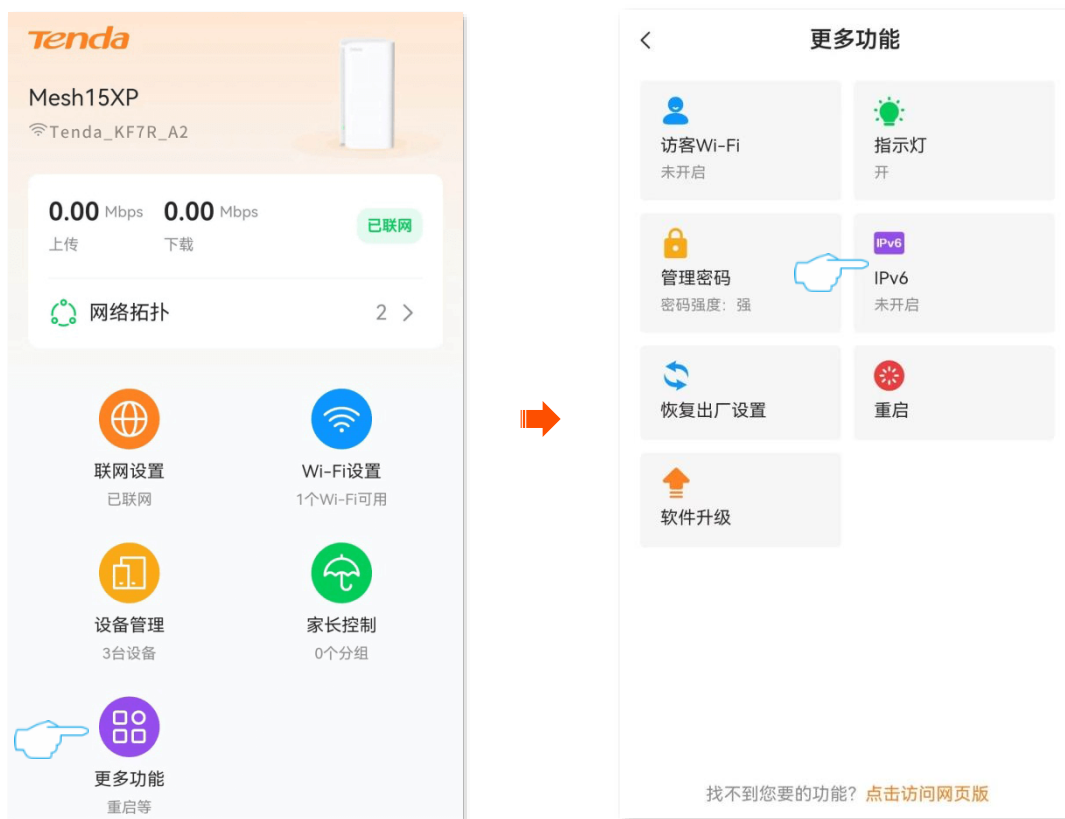 Tenda
Mesh15XP
Tenda_KF7R_A2
0.00 Mbps 0.00 Mbps
上传 下载
已联网
网络拓扑 2
联网设置
已联网
Wi-Fi设置
1个Wi-Fi可用
设备管理
3台设备
家长控制
0个分组
更多功能
重启等
更多功能
访客Wi-Fi
未开启
指示灯
开
管理密码
密码强度: 强
IPv6
IPv6
未开启
恢复出厂设置
重启
软件升级
找不到您要的功能? 点击访问网页版